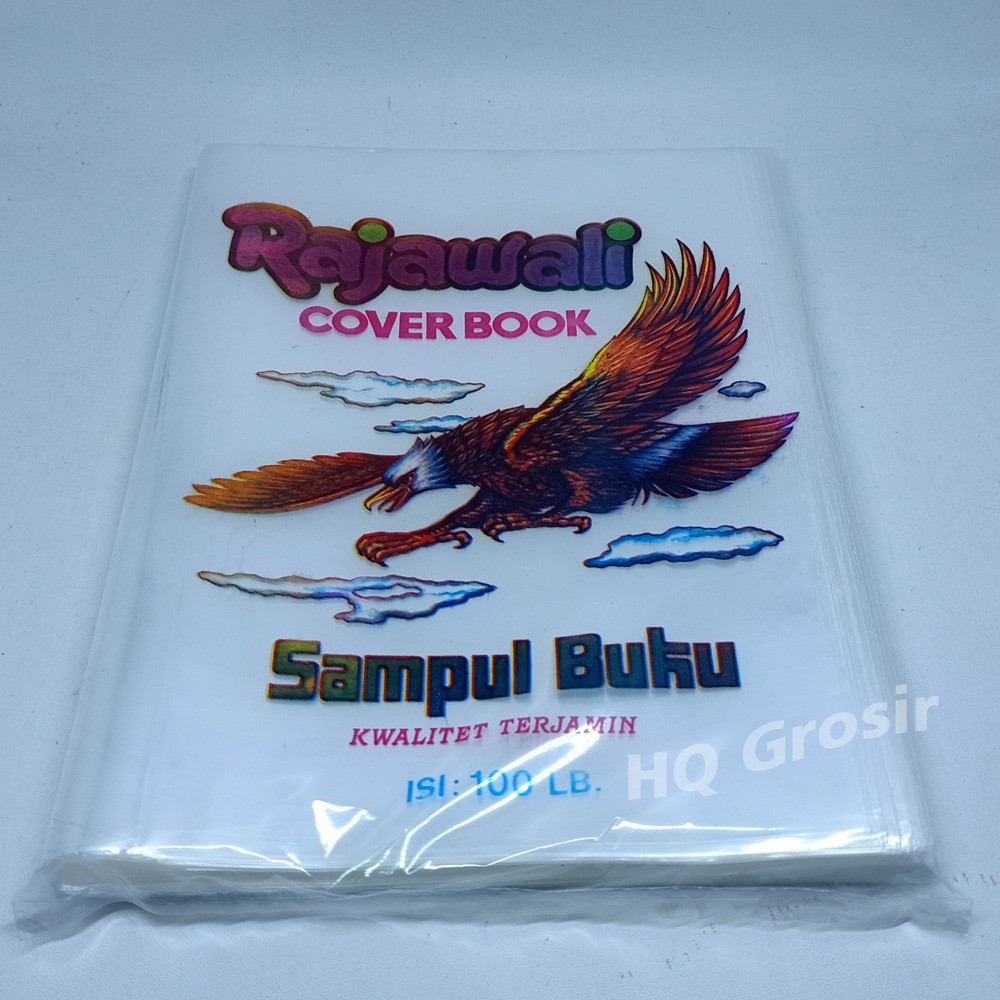 Rajawali
COVER BOOK
Sampul Buku
KWALITET TERJAMIN
ISI : 100 LB.
HQ Grosir